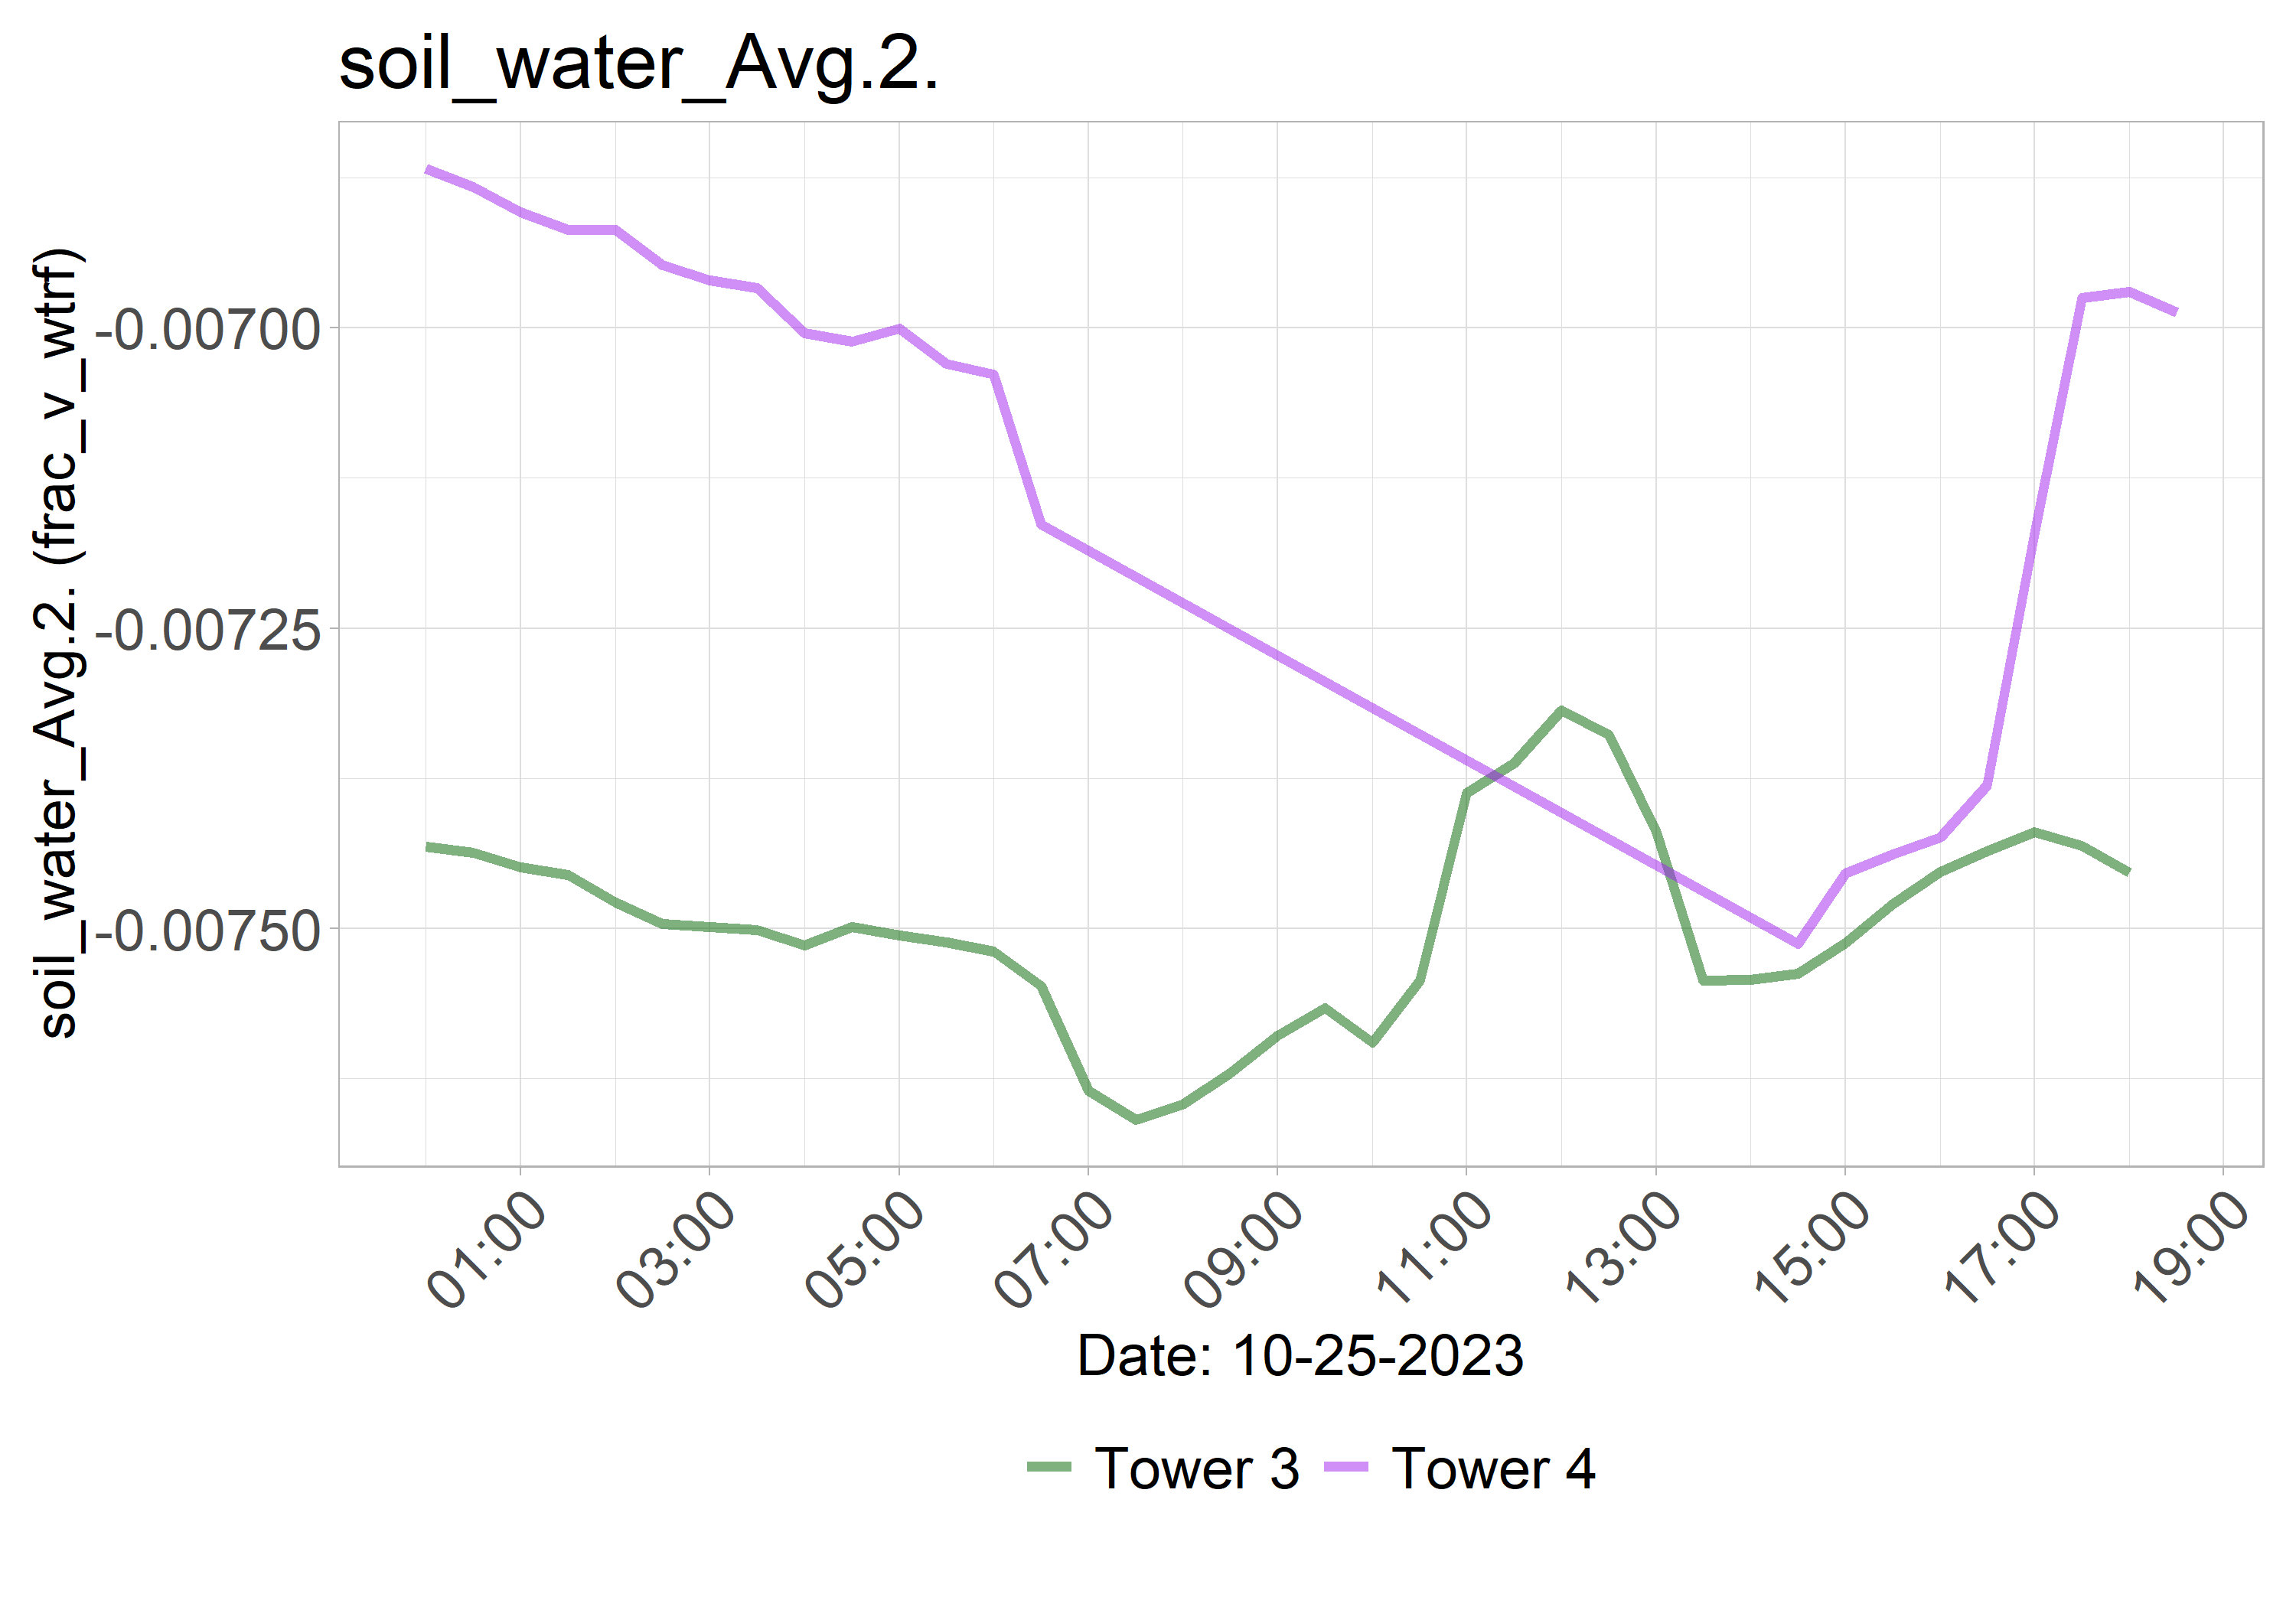 soil_water_Avg.2.
soil_water_Avg.2. (frac_v_wtrf)
-0.00700
-0.00725
-0.00750
01:00
03:00
05:00
07:00
09:00
11:00
13:00
15:00
17:00
19:00
Date: 10-25-2023
Tower 3
Tower 4